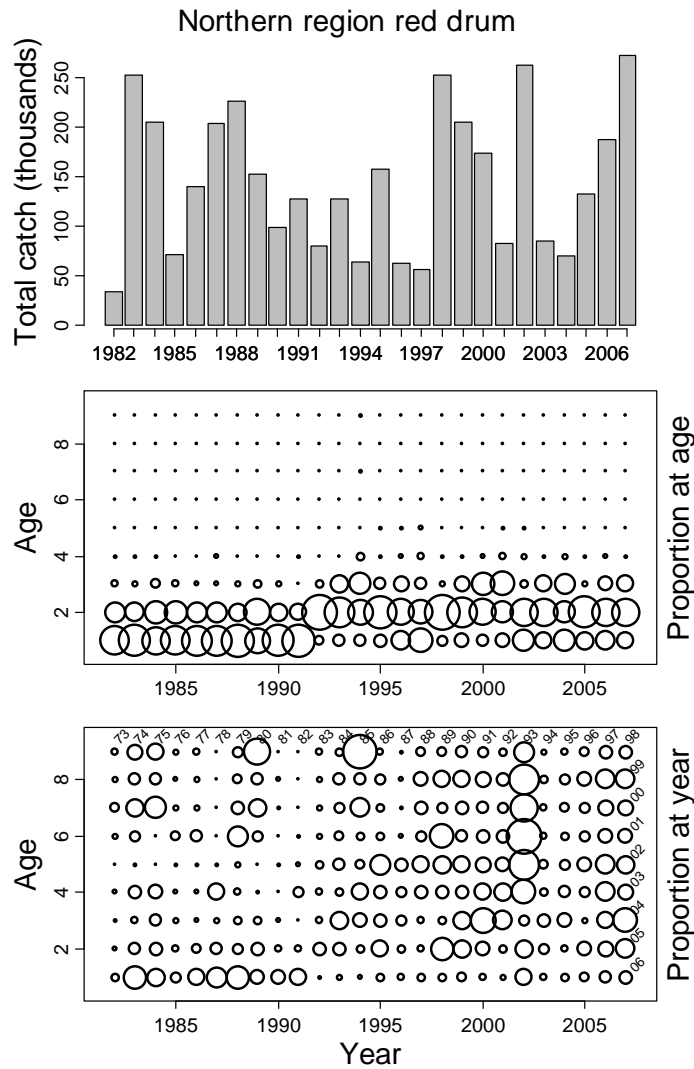 Northern region red drum
Total catch (thousands)
0 50 100 150 200 250
1982 1985 1988 1991 1994 1997 2000 2003 2006
Age
2 4 6 8
Proportion at age
1985 1990 1995 2000 2005
73 74 75 76 77 78 79 80 81 82 83 84 85 86 87 88 89 90 91 92 93 94 95 96 97 98
99
00
01
02
03
04
05
06
Age
2 4 6 8
Proportion at year
1985 1990 1995 2000 2005
Year